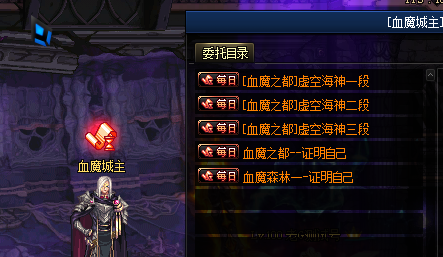 [血魔城主]
委托目录
每日 [血魔之都]虚空海神一段
每日 [血魔之都]虚空海神二段
每日 [血魔之都]虚空海神三段
每日 血魔之都--证明自己
血魔城主
每日 血魔森林—-证明自己